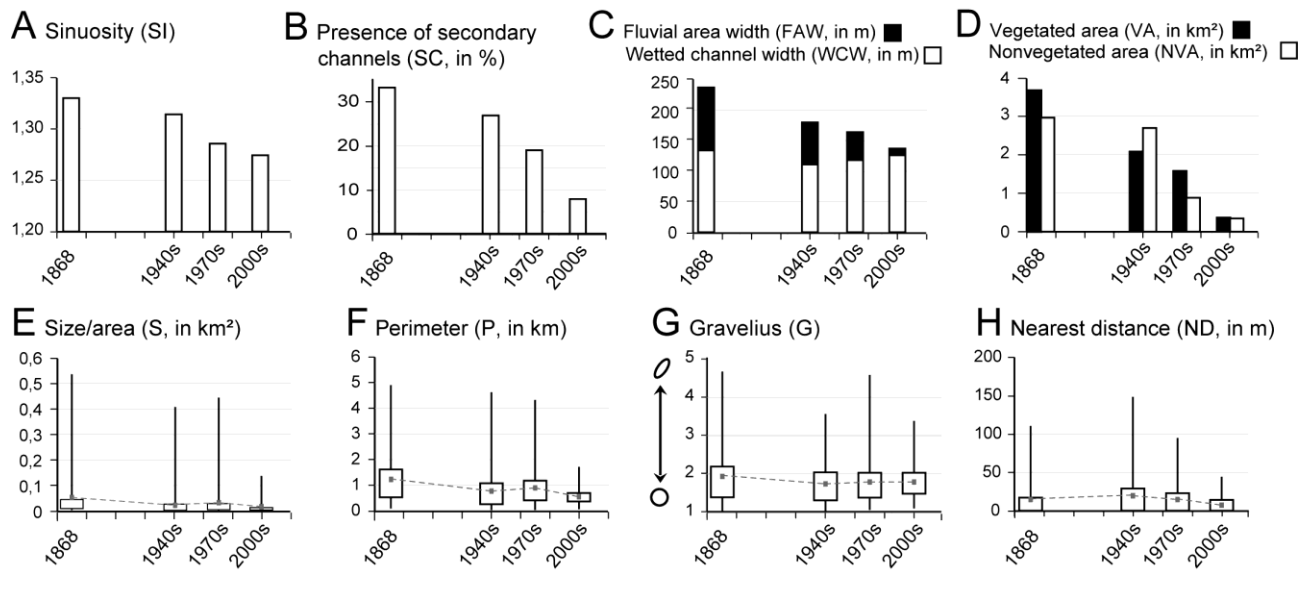 A Sinuosity (SI)
1,35
1,30
1,25
1,20
1868
1940s
1970s
2000s
B Presence of secondary
channels (SC, in %)
30
20
10
0
1868
1940s
1970s
2000s
C Fluvial area width (FAW, in m)
Wetted channel width (WCW, in m)
250
200
150
100
50
0
1868
1940s
1970s
2000s
D Vegetated area (VA, in km²)
Nonvegetated area (NVA, in km²)
4
3
2
1
0
1868
1940s
1970s
2000s
E Size/area (S, in km²)
0,6
0,5
0,4
0,3
0,2
0,1
0
1868
1940s
1970s
2000s
F Perimeter (P, in km)
6
5
4
3
2
1
0
1868
1940s
1970s
2000s
G Gravelius (G)
5
4
3
2
1
1868
1940s
1970s
2000s
H Nearest distance (ND, in m)
200
150
100
50
0
1868
1940s
1970s
2000s